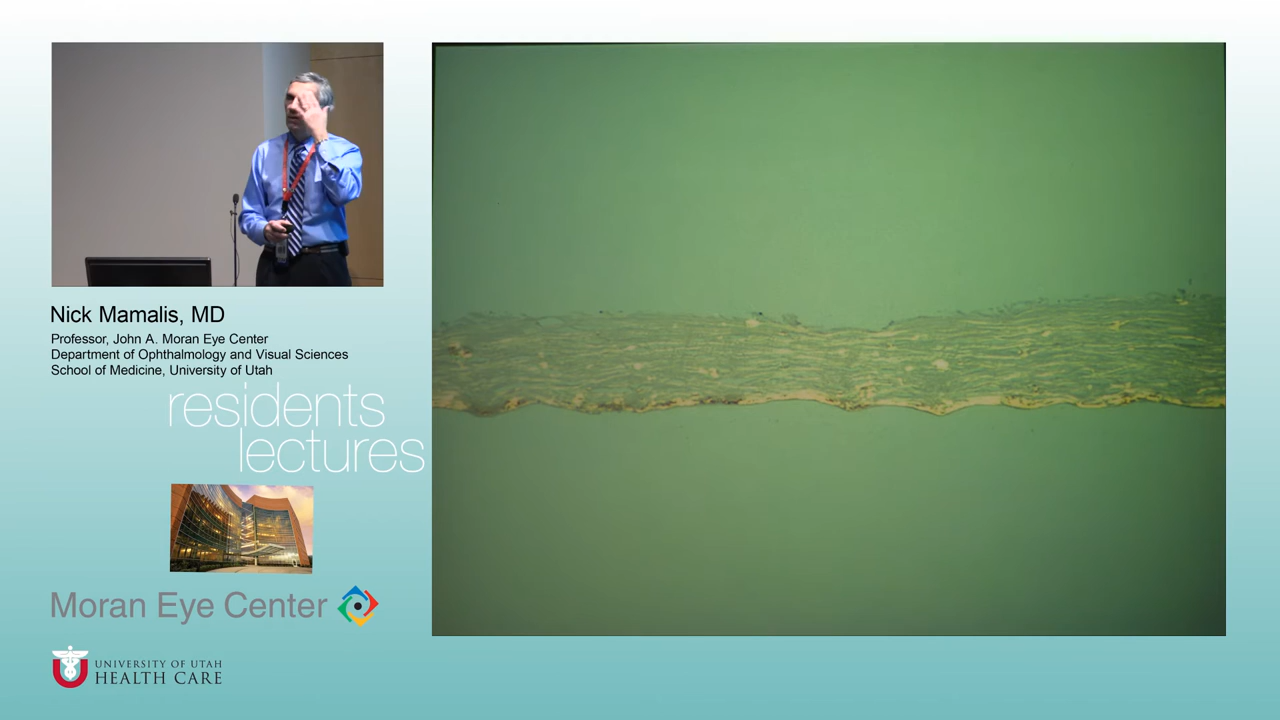 Nick Mamalis, MD
Professor, John A. Moran Eye Center
Department of Ophthalmology and Visual Sciences
School of Medicine, University of Utah
residents
lectures
Moran Eye Center
UNIVERSITY OF UTAH
HEALTH CARE